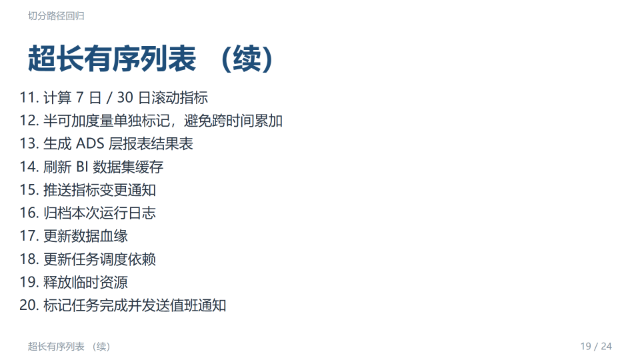 切分路径回归
超长有序列表 （续）
11. 计算 7 日 / 30 日滚动指标
12. 半可加度量单独标记，避免跨时间累加
13. 生成 ADS 层报表结果表
14. 刷新 BI 数据集缓存
15. 推送指标变更通知
16. 归档本次运行日志
17. 更新数据血缘
18. 更新任务调度依赖
19. 释放临时资源
20. 标记任务完成并发送值班通知
超长有序列表 （续）
19 / 24